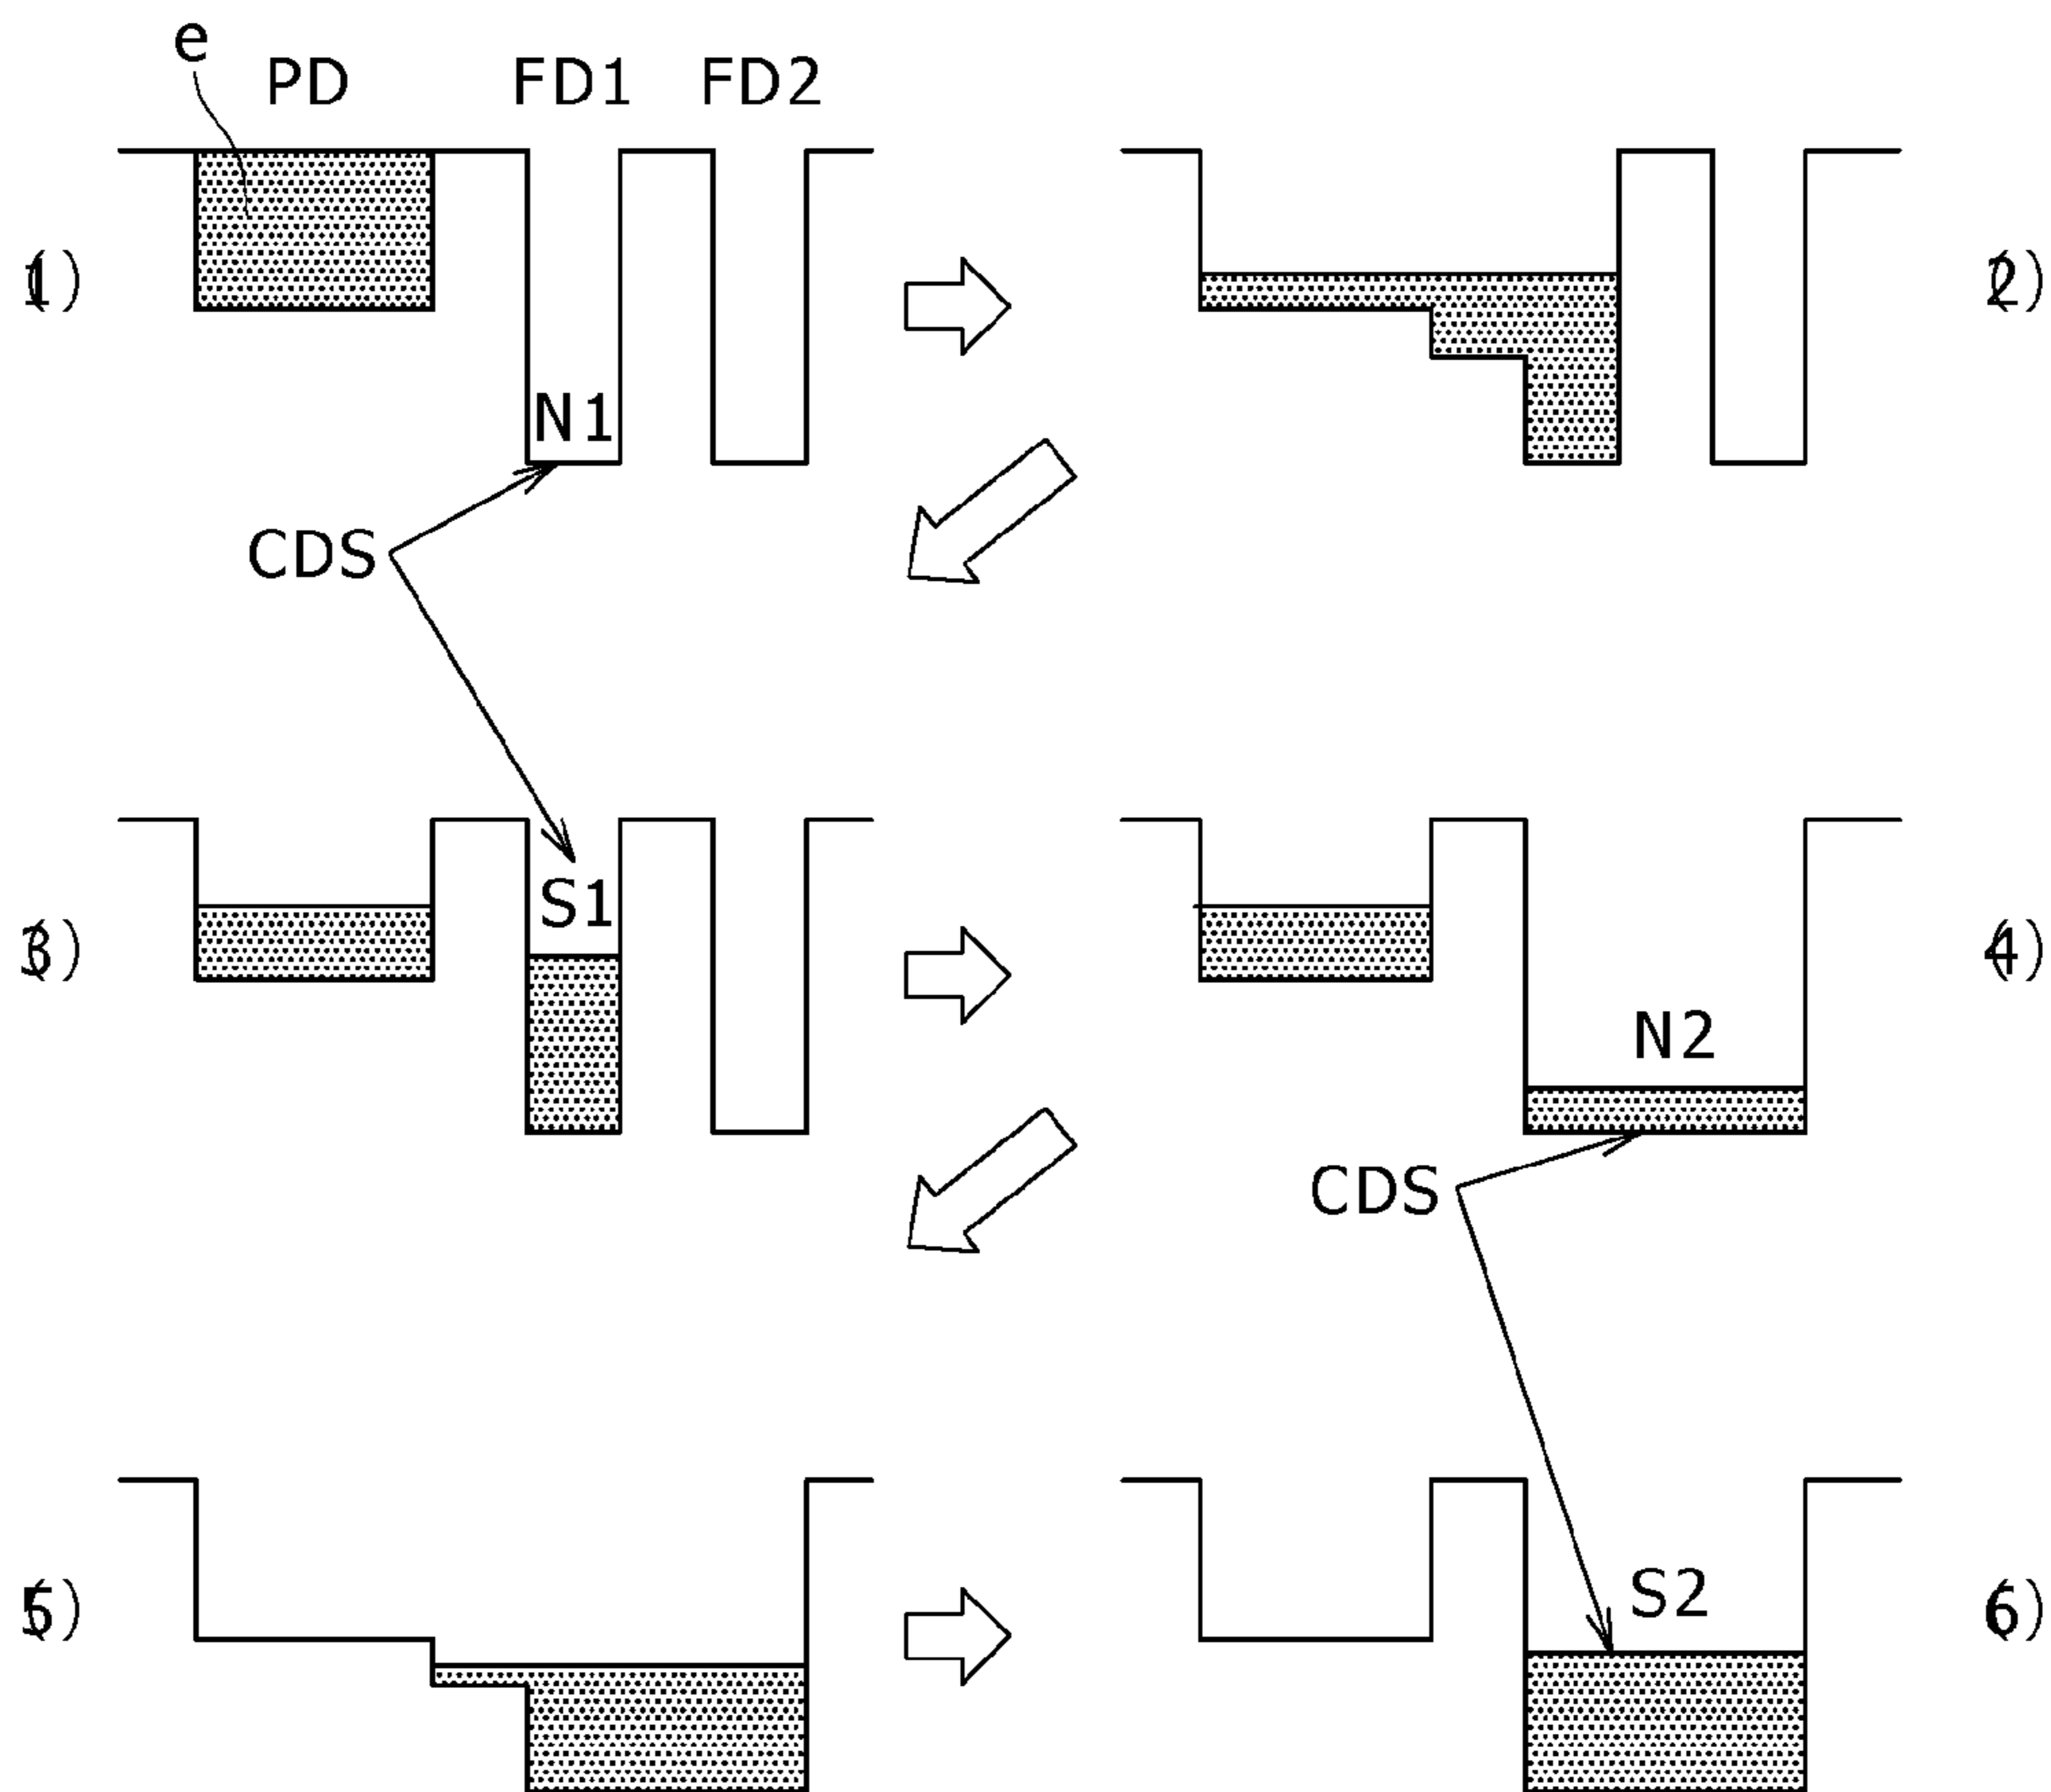 e
PD FD1 FD2
(1)
(2)
N1
CDS
S1
(3)
(4)
N2
CDS
(5)
S2
(6)